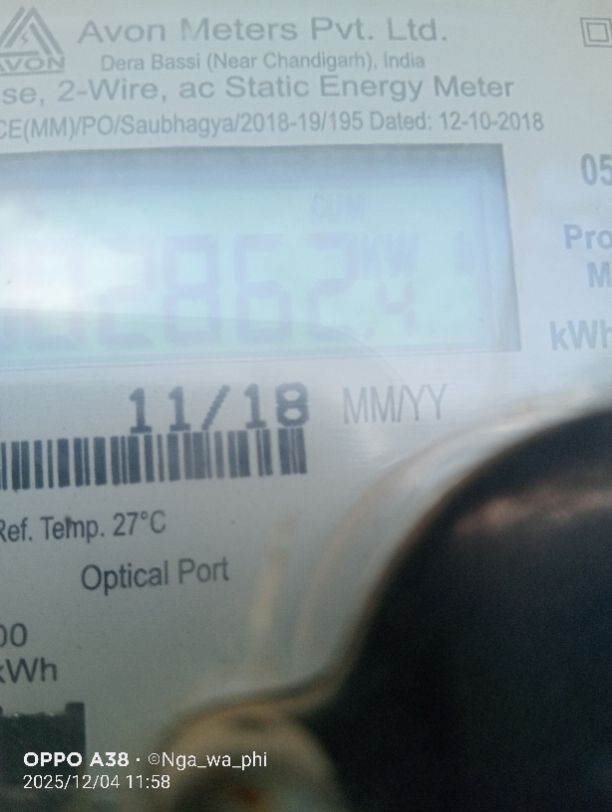 AVON
Avon Meters Pvt. Ltd.
Dera Bassi (Near Chandigarh), India
se, 2-Wire, ac Static Energy Meter
CE(MM)/PO/Saubhagya/2018-19/195 Dated: 12-10-2018
05
CUM
02862.4 KW
Pro
M
kWh
11/18 MM/YY
Ref. Temp. 27°C
Optical Port
00
kWh
OPPO A38 · ©Nga_wa_phi
2025/12/04 11:58